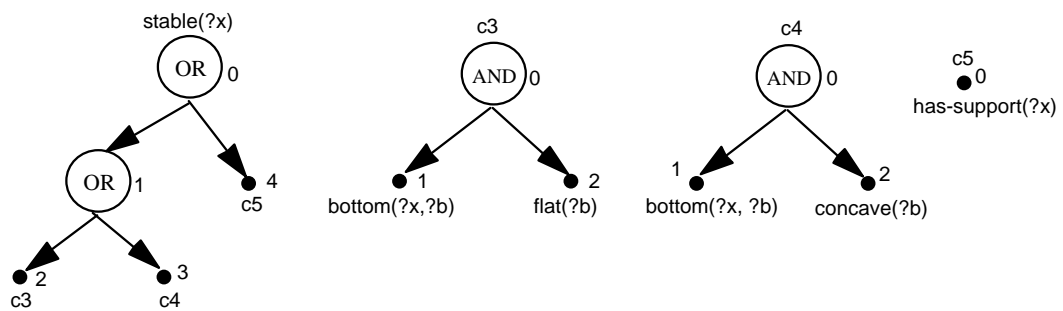 stable(?x)
OR
0
OR
1
4
c5
2
c3
3
c4
c3
AND
0
1
bottom(?x,?b)
2
flat(?b)
c4
AND
0
1
bottom(?x, ?b)
2
concave(?b)
c5
0
has-support(?x)